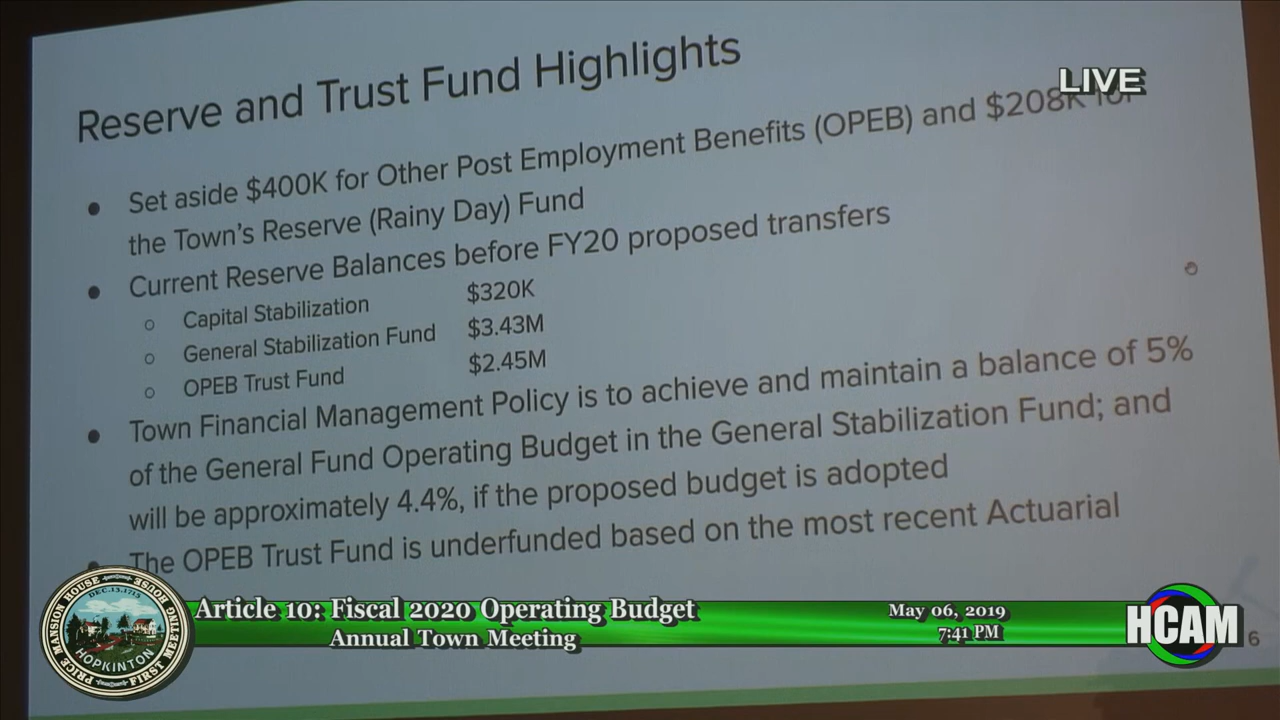 Reserve and Trust Fund Highlights
LIVE
● Set aside $400K for Other Post Employment Benefits (OPEB) and $208K for
the Town's Reserve (Rainy Day) Fund
● Current Reserve Balances before FY20 proposed transfers
○ Capital Stabilization $320K
○ General Stabilization Fund $3.43M
○ OPEB Trust Fund $2.45M
● Town Financial Management Policy is to achieve and maintain a balance of 5%
of the General Fund Operating Budget in the General Stabilization Fund; and
will be approximately 4.4%, if the proposed budget is adopted
● The OPEB Trust Fund is underfunded based on the most recent Actuarial
Article 10: Fiscal 2020 Operating Budget
Annual Town Meeting
May 06, 2019
7:41 PM
HCAM
6
PRICE MANSION HOUSE
FIRST MEETING HOUSE
DEC.13.1715
HOPKINTON